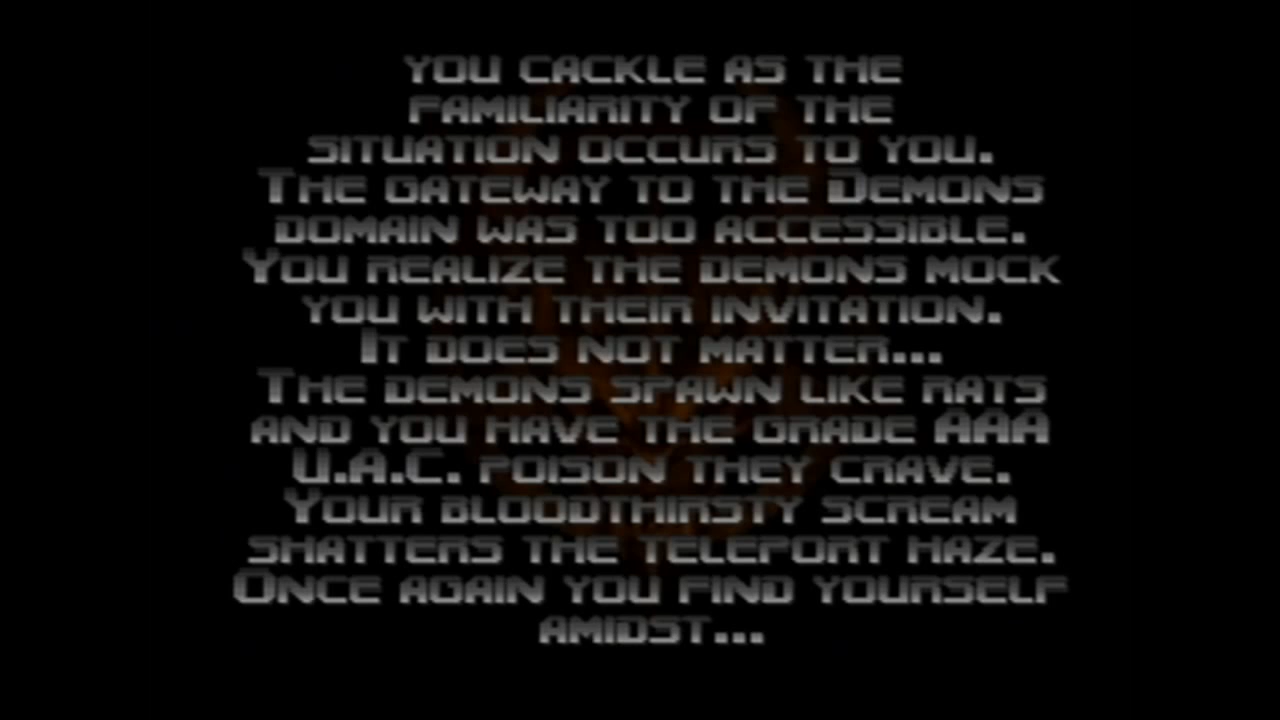 you cackle as the
familiarity of the
situation occurs to you.
The gateway to the Demons
domain was too accessible.
You realize the demons mock
you with their invitation.
It does not matter...
The demons spawn like rats
and you have the grade AAA
U.A.C. poison they crave.
Your bloodthirsty scream
shatters the teleport haze.
Once again you find yourself
amidst...